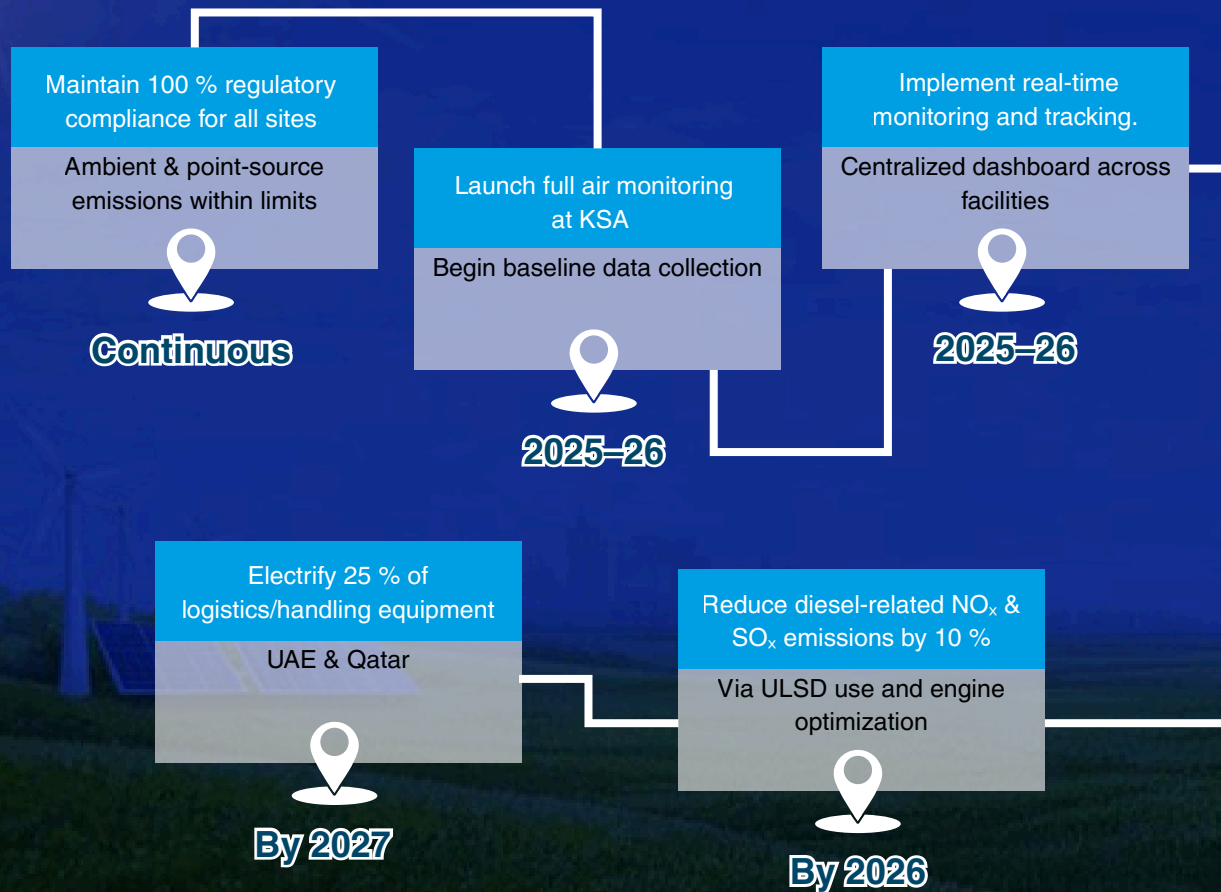 Maintain 100 % regulatory
compliance for all sites
Ambient & point-source
emissions within limits
Continuous
Launch full air monitoring
at KSA
Begin baseline data collection
2025–26
Implement real-time
monitoring and tracking.
Centralized dashboard across
facilities
2025–26
Reduce diesel-related NOₓ &
SOₓ emissions by 10 %
Via ULSD use and engine
optimization
By 2026
Electrify 25 % of
logistics/handling equipment
UAE & Qatar
By 2027